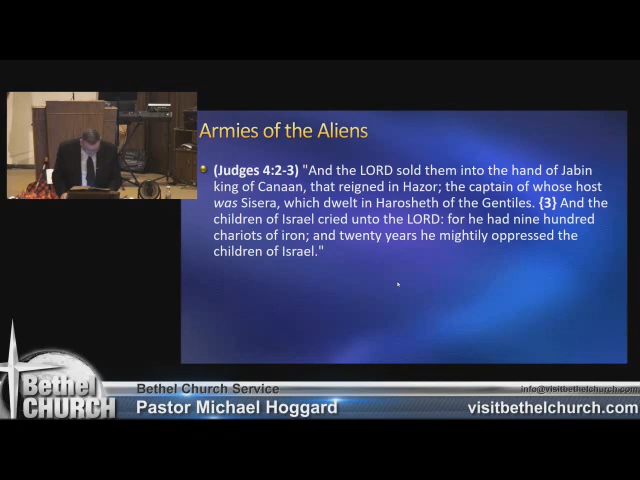 Armies of the Aliens
(Judges 4:2-3) "And the LORD sold them into the hand of Jabin
king of Canaan, that reigned in Hazor; the captain of whose host
was Sisera, which dwelt in Harosheth of the Gentiles. {3} And the
children of Israel cried unto the LORD: for he had nine hundred
chariots of iron; and twenty years he mightily oppressed the
children of Israel."
Bethel
CHURCH
Bethel Church Service
info@visitbethelchurch.com
Pastor Michael Hoggard
visitbethelchurch.com